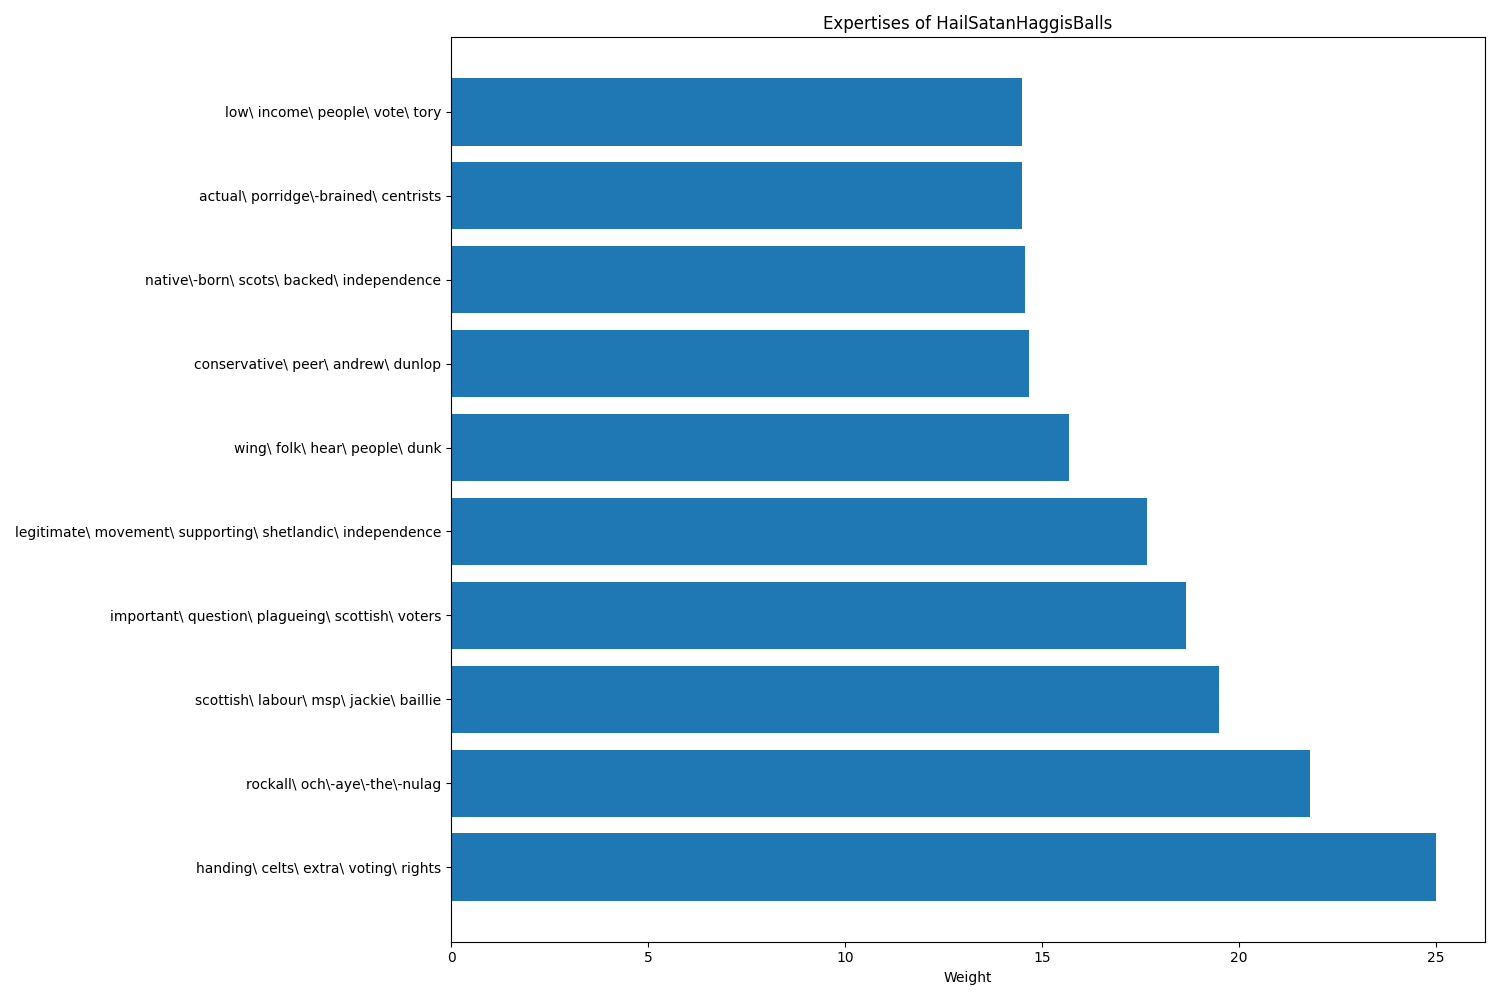 Expertises of HailSatanHaggisBalls
low\ income\ people\ vote\ tory
actual\ porridge\-brained\ centrists
native\-born\ scots\ backed\ independence
conservative\ peer\ andrew\ dunlop
wing\ folk\ hear\ people\ dunk
legitimate\ movement\ supporting\ shetlandic\ independence
important\ question\ plagueing\ scottish\ voters
scottish\ labour\ msp\ jackie\ baillie
rockall\ och\-aye\-the\-nulag
handing\ celts\ extra\ voting\ rights
0 5 10 15 20 25
Weight